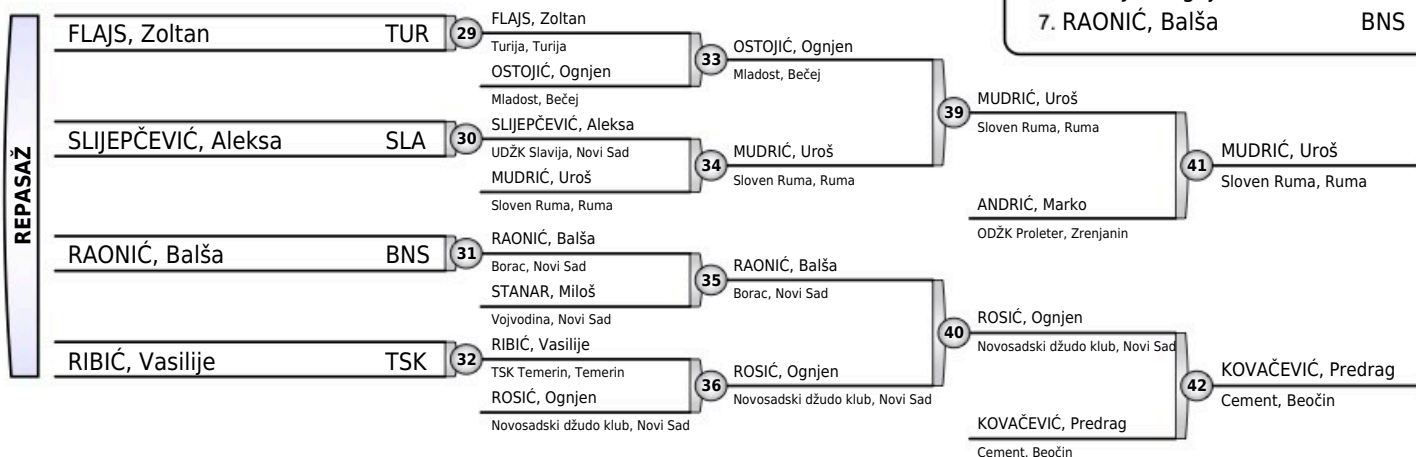 7. RAONIĆ, Balša BNS
REPASAŽ
FLAJS, Zoltan TUR
SLIJEPČEVIĆ, Aleksa SLA
RAONIĆ, Balša BNS
RIBIĆ, Vasilije TSK
29
FLAJS, Zoltan
Turija, Turija
OSTOJIĆ, Ognjen
Mladost, Bečej
30
SLIJEPČEVIĆ, Aleksa
UDŽK Slavija, Novi Sad
MUDRIĆ, Uroš
Sloven Ruma, Ruma
31
RAONIĆ, Balša
Borac, Novi Sad
STANAR, Miloš
Vojvodina, Novi Sad
32
RIBIĆ, Vasilije
TSK Temerin, Temerin
ROSIĆ, Ognjen
Novosadski džudo klub, Novi Sad
33
OSTOJIĆ, Ognjen
Mladost, Bečej
34
MUDRIĆ, Uroš
Sloven Ruma, Ruma
35
RAONIĆ, Balša
Borac, Novi Sad
36
ROSIĆ, Ognjen
Novosadski džudo klub, Novi Sad
39
MUDRIĆ, Uroš
Sloven Ruma, Ruma
ANDRIĆ, Marko
ODŽK Proleter, Zrenjanin
40
ROSIĆ, Ognjen
Novosadski džudo klub, Novi Sad
KOVAČEVIĆ, Predrag
Cement, Beočin
41
MUDRIĆ, Uroš
Sloven Ruma, Ruma
42
KOVAČEVIĆ, Predrag
Cement, Beočin